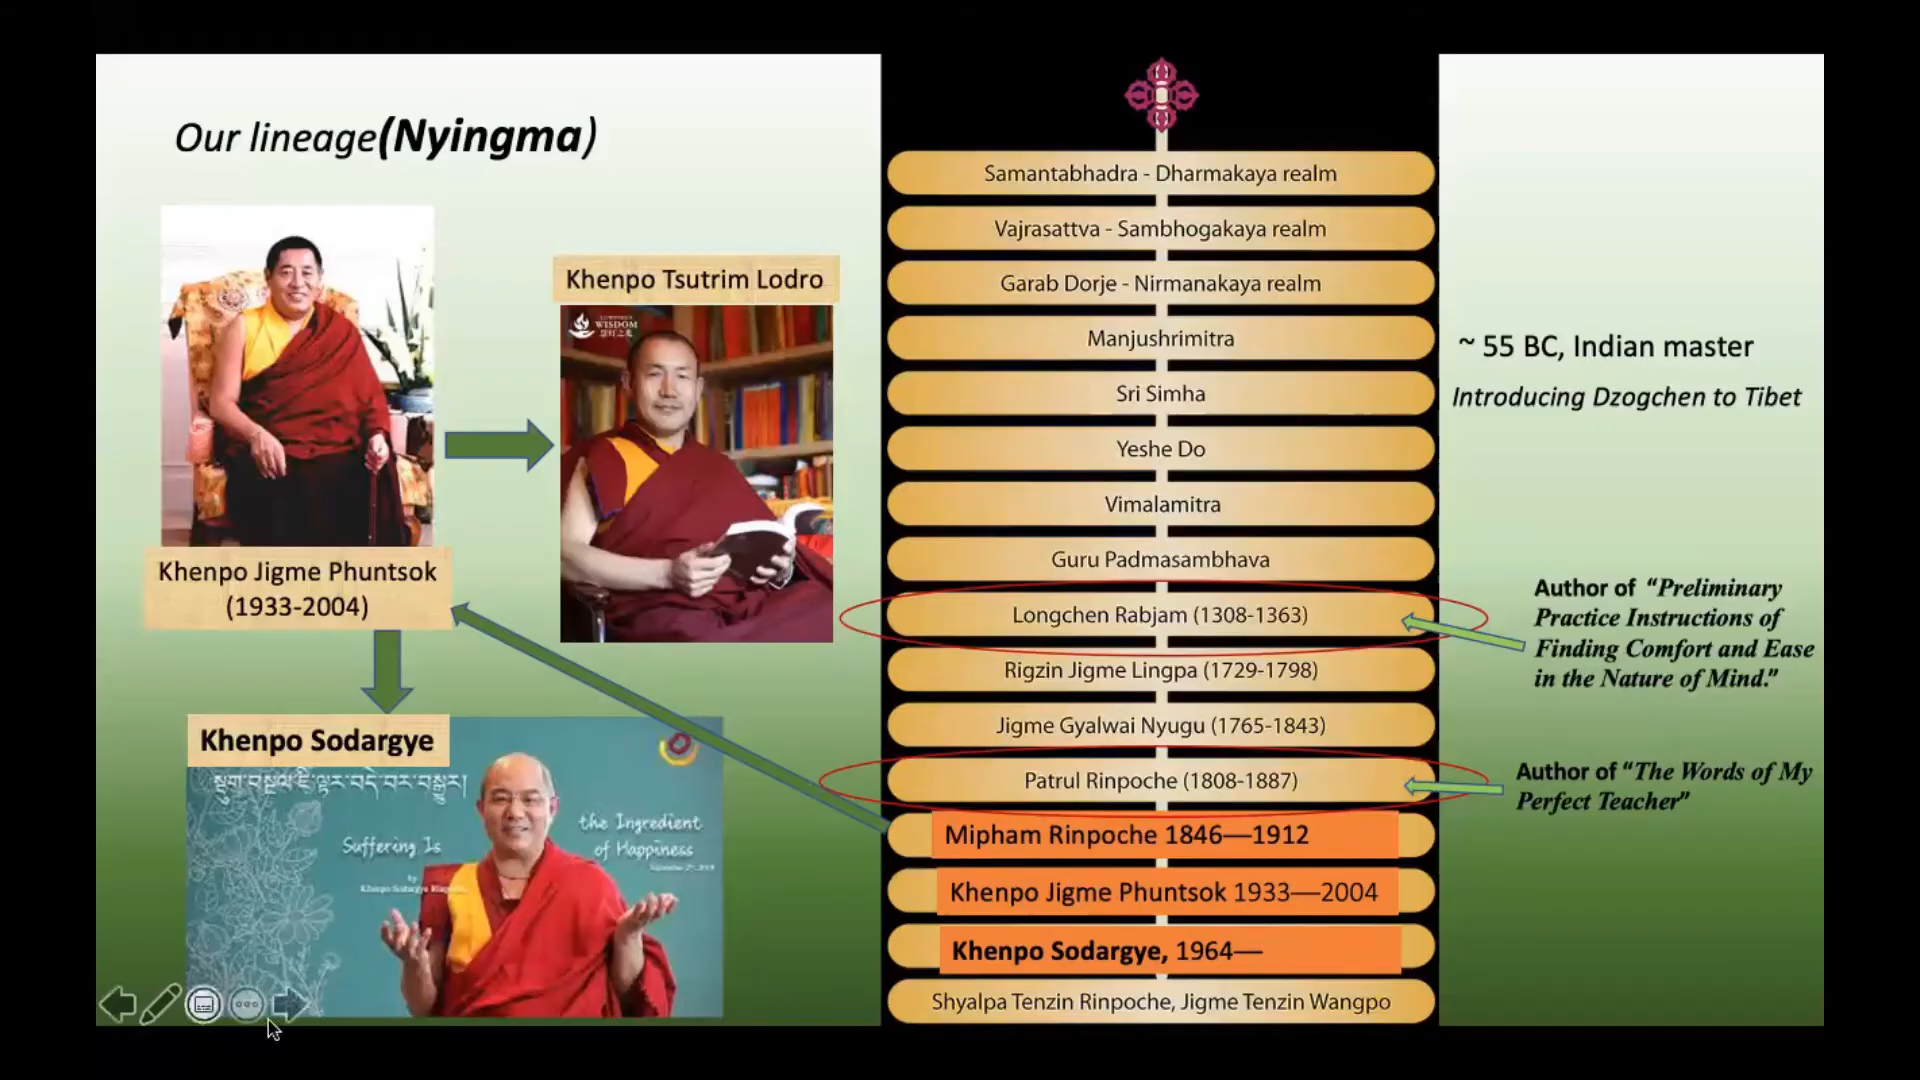 Our lineage(Nyingma)
Khenpo Tsutrim Lodro
WISDOM
Khenpo Jigme Phuntsok
(1933-2004)
Khenpo Sodargye
Suffering Is
the Ingredient
of Happiness
by
Samantabhadra - Dharmakaya realm
Vajrasattva - Sambhogakaya realm
Garab Dorje - Nirmanakaya realm
Manjushrimitra
Sri Simha
Yeshe Do
Vimalamitra
Guru Padmasambhava
Longchen Rabjam (1308-1363)
Rigzin Jigme Lingpa (1729-1798)
Jigme Gyalwai Nyugu (1765-1843)
Patrul Rinpoche (1808-1887)
Mipham Rinpoche 1846—1912
Khenpo Jigme Phuntsok 1933—2004
Khenpo Sodargye, 1964—
Shyalpa Tenzin Rinpoche, Jigme Tenzin Wangpo
~ 55 BC, Indian master
Introducing Dzogchen to Tibet
Author of “Preliminary
Practice Instructions of
Finding Comfort and Ease
in the Nature of Mind.”
Author of “The Words of My
Perfect Teacher”